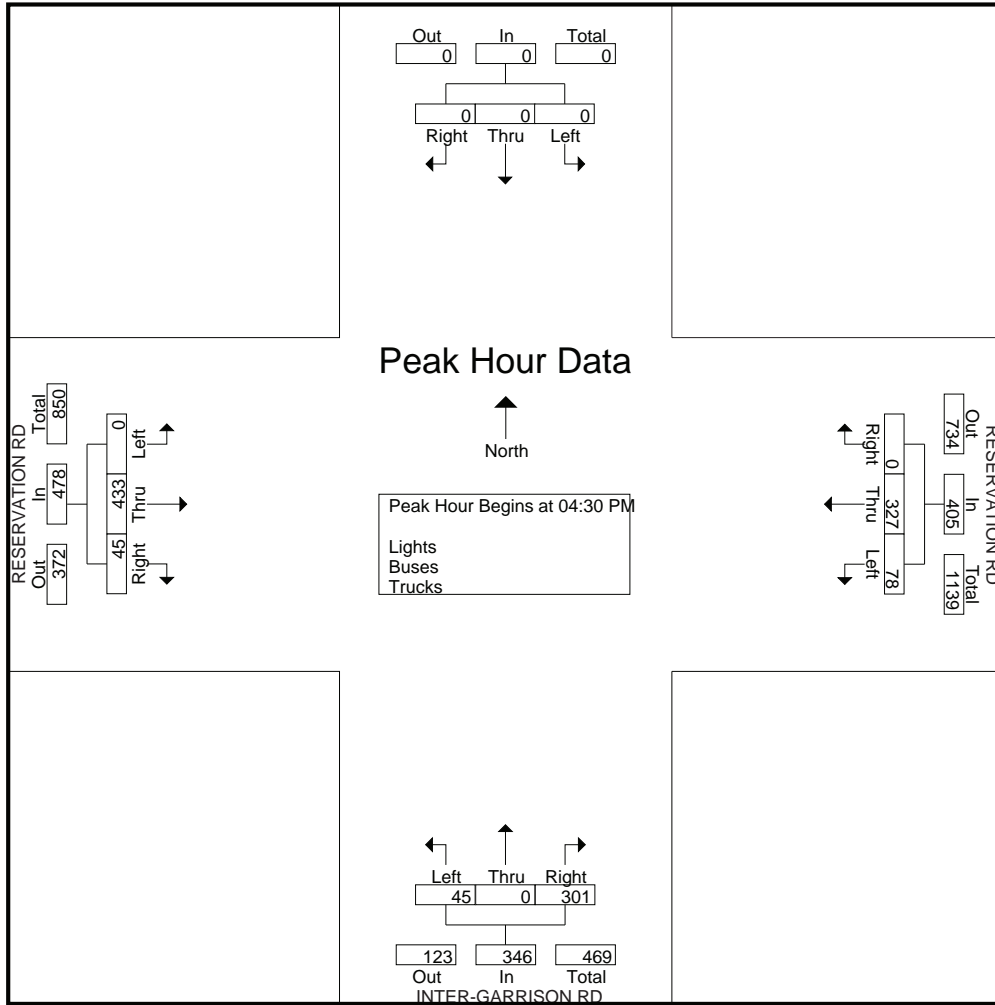 Out In Total
0 0 0
0 0 0
Right Thru Left
Peak Hour Data
North
Peak Hour Begins at 04:30 PM
Lights
Buses
Trucks
RESERVATION RD
Out In Total
372 478 850
45 433 0
Right Thru Left
RESERVATION RD
Out In Total
734 405 1139
0 327 78
Right Thru Left
Left Thru Right
45 0 301
123 346 469
Out In Total
INTER-GARRISON RD